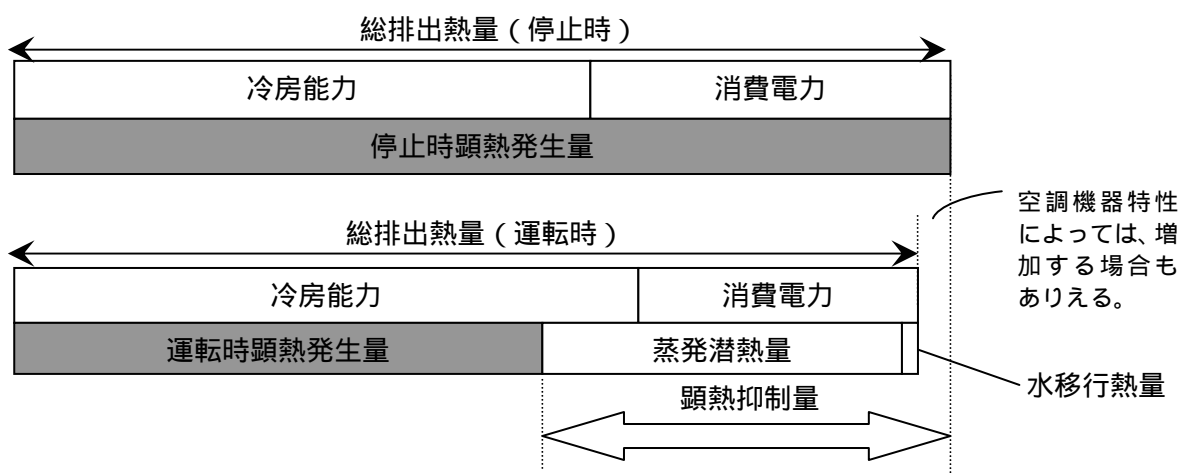 総排出熱量(停止時)
冷房能力 消費電力
停止時顕熱発生量
空調機器特性
によっては、増
加する場合も
ありえる。
総排出熱量(運転時)
冷房能力 消費電力
運転時顕熱発生量 蒸発潜熱量
水移行熱量
顕熱抑制量